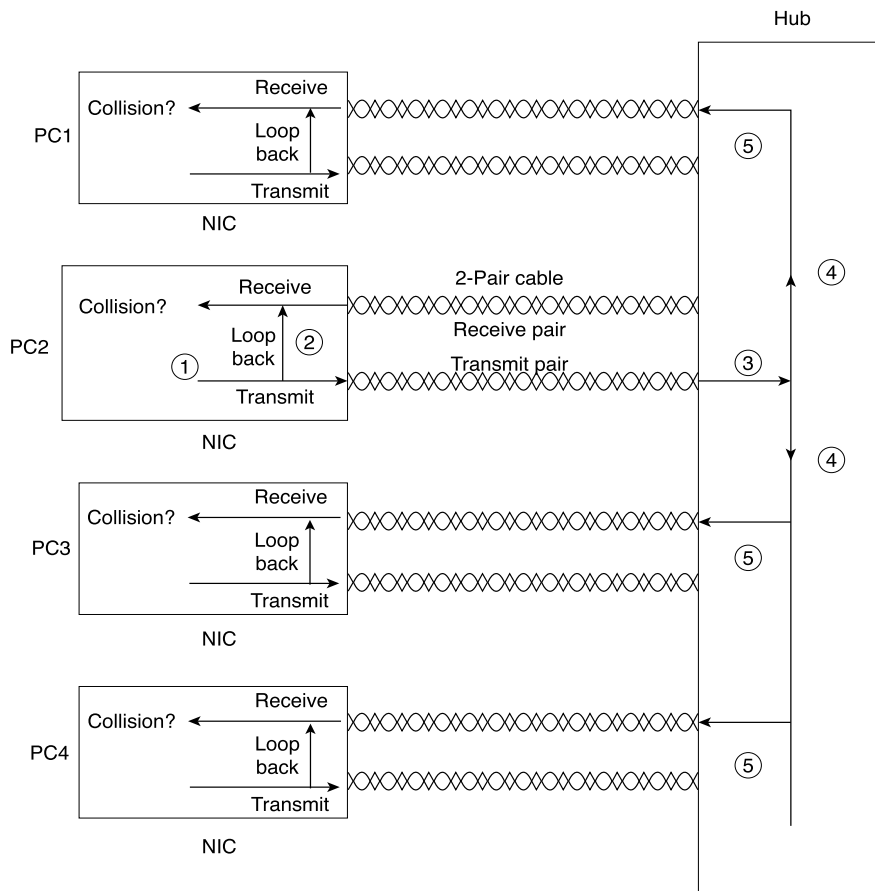 Hub
Receive
Collision?
PC1
Loop
back
⑤
Transmit
NIC
④
2-Pair cable
Receive
Collision?
Receive pair
PC2
Loop
back
②
Transmit pair
①
③
Transmit
NIC
④
Receive
Collision?
PC3
Loop
back
⑤
Transmit
NIC
Receive
Collision?
PC4
Loop
back
⑤
Transmit
NIC